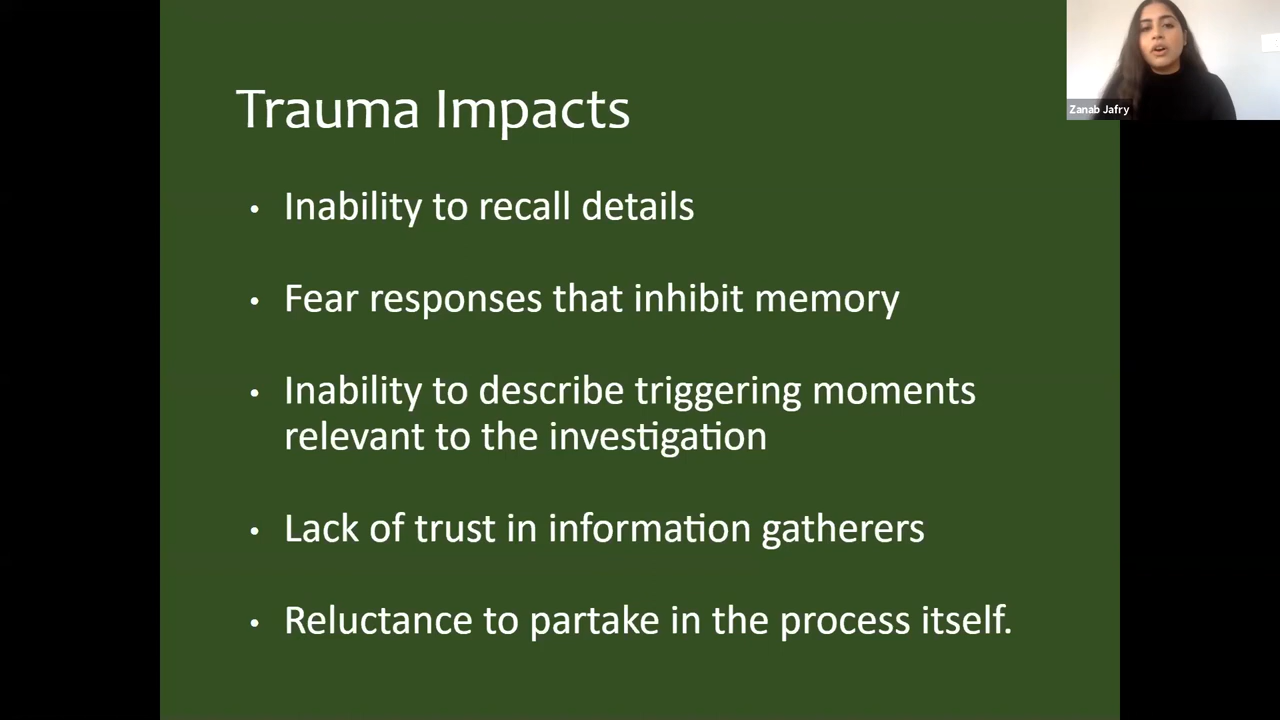 Trauma Impacts
• Inability to recall details
• Fear responses that inhibit memory
• Inability to describe triggering moments
relevant to the investigation
• Lack of trust in information gatherers
• Reluctance to partake in the process itself.
Zanab Jafry